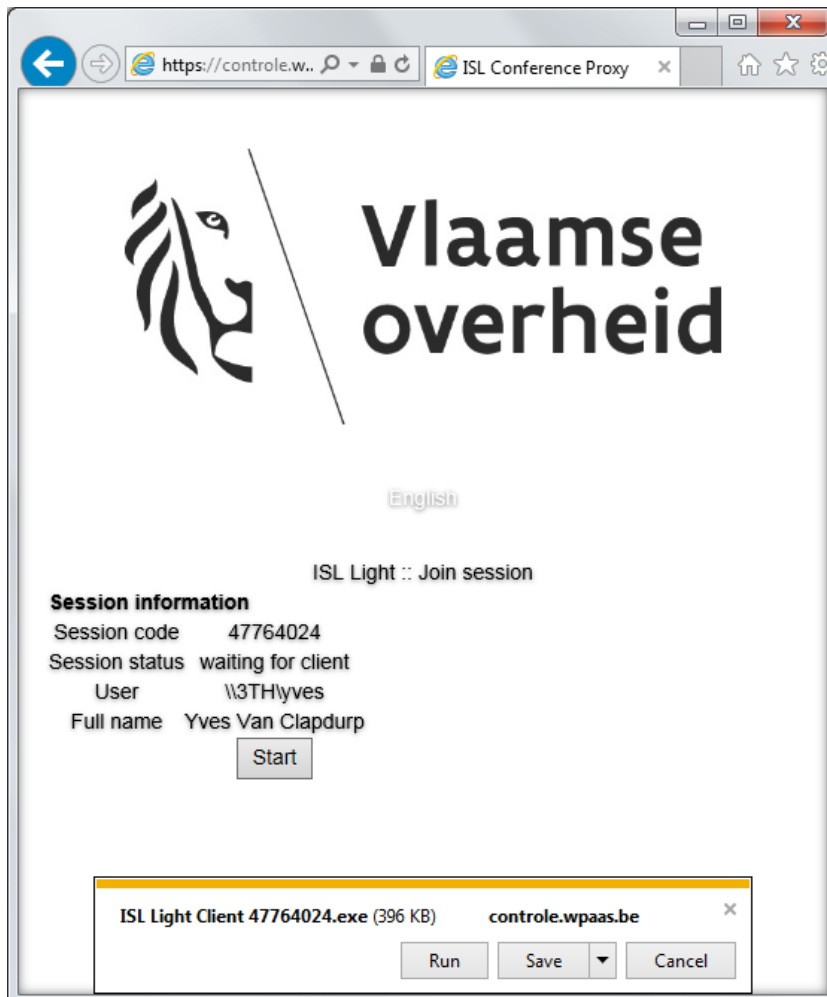 https://controle.w..
ISL Conference Proxy
Vlaamse
overheid
English
ISL Light :: Join session
Session information
Session code 47764024
Session status waiting for client
User \\3TH\yves
Full name Yves Van Clapdurp
Start
ISL Light Client 47764024.exe (396 KB) controle.wpaas.be
Run Save Cancel